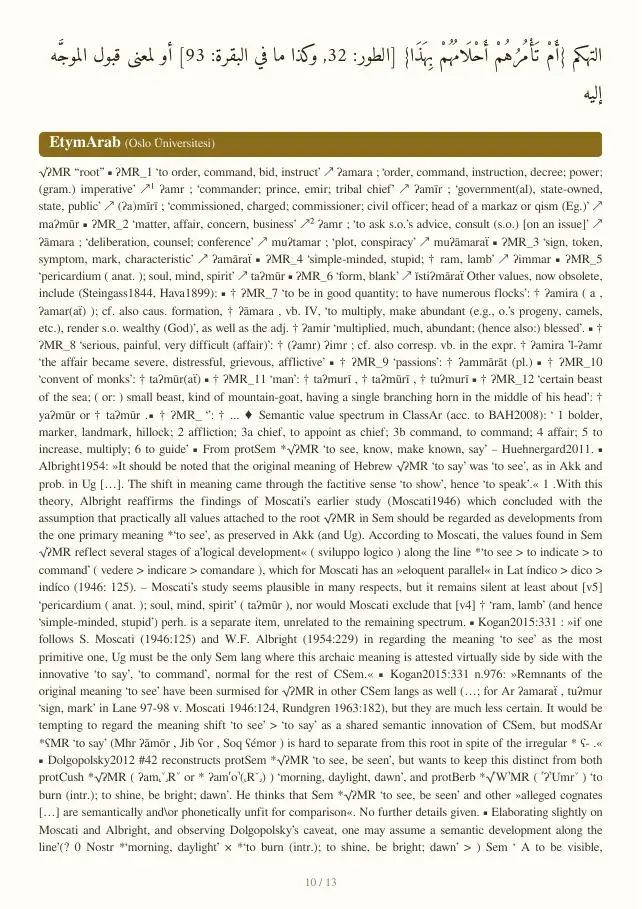 التهكم {أَمْ تَأْمُرُهُمْ أَحْلَامُهُمْ بِهَذَا} [الطور: 32, وكذا ما في البقرة: 93] أو لمعنى قبول الموجَّه
إليه
EtymArab (Oslo Üniversitesi)
√ʔMR “root” ▪ ʔMR_1 ‘to order, command, bid, instruct’ ↗ ʔamara ; ‘order, command, instruction, decree; power;
(gram.) imperative’ ↗¹ ʔamr ; ‘commander; prince, emir; tribal chief’ ↗ ʔamīr ; ‘government(al), state-owned,
state, public’ ↗ (ʔa)mīrī ; ‘commissioned, charged; commissioner; civil officer; head of a markaz or qism (Eg.)’ ↗
maʔmūr ▪ ʔMR_2 ‘matter, affair, concern, business’ ↗² ʔamr ; ‘to ask s.o.’s advice, consult (s.o.) [on an issue]’ ↗
ʔāmara ; ‘deliberation, counsel; conference’ ↗ muʔtamar ; ‘plot, conspiracy’ ↗ muʔāmaraẗ ▪ ʔMR_3 ‘sign, token,
symptom, mark, characteristic’ ↗ ʔamāraẗ ▪ ʔMR_4 ‘simple-minded, stupid; † ram, lamb’ ↗ ʔimmar ▪ ʔMR_5
‘pericardium ( anat. ); soul, mind, spirit’ ↗ taʔmūr ▪ ʔMR_6 ‘form, blank’ ↗ ĭstiʔmāraẗ Other values, now obsolete,
include (Steingass1844, Hava1899): ▪ † ʔMR_7 ‘to be in good quantity; to have numerous flocks’: † ʔamira ( a ,
ʔamar(aẗ) ); cf. also caus. formation, † ʔāmara , vb. IV, ‘to multiply, make abundant (e.g., o.’s progeny, camels,
etc.), render s.o. wealthy (God)’, as well as the adj. † ʔamir ‘multiplied, much, abundant; (hence also:) blessed’. ▪ †
ʔMR_8 ‘serious, painful, very difficult (affair)’: † (ʔamr) ʔimr ; cf. also corresp. vb. in the expr. † ʔamira ’l-ʔamr
‘the affair became severe, distressful, grievous, afflictive’ ▪ † ʔMR_9 ‘passions’: † ʔammārāt (pl.) ▪ † ʔMR_10
‘convent of monks’: † taʔmūr(aẗ) ▪ † ʔMR_11 ‘man’: † taʔmurī , † taʔmūrī , † tuʔmurī ▪ † ʔMR_12 ‘certain beast
of the sea; ( or: ) small beast, kind of mountain-goat, having a single branching horn in the middle of his head’: †
yaʔmūr or † taʔmūr .▪ † ʔMR_ ‘’: † ... ♦ Semantic value spectrum in ClassAr (acc. to BAH2008): ‘ 1 bolder,
marker, landmark, hillock; 2 affliction; 3a chief, to appoint as chief; 3b command, to command; 4 affair; 5 to
increase, multiply; 6 to guide’ ▪ From protSem *√ʔMR ‘to see, know, make known, say’ – Huehnergard2011. ▪
Albright1954: »It should be noted that the original meaning of Hebrew √ʔMR ‘to say’ was ‘to see’, as in Akk and
prob. in Ug […]. The shift in meaning came through the factitive sense ‘to show’, hence ‘to speak’.« 1 .With this
theory, Albright reaffirms the findings of Moscati’s earlier study (Moscati1946) which concluded with the
assumption that practically all values attached to the root √ʔMR in Sem should be regarded as developments from
the one primary meaning *‘to see’, as preserved in Akk (and Ug). According to Moscati, the values found in Sem
√ʔMR reflect several stages of a’logical development« ( sviluppo logico ) along the line *‘to see > to indicate > to
command’ ( vedere > indicare > comandare ), which for Moscati has an »eloquent parallel« in Lat índico > dico >
indíco (1946: 125). – Moscati’s study seems plausible in many respects, but it remains silent at least about [v5]
‘pericardium ( anat. ); soul, mind, spirit’ ( taʔmūr ), nor would Moscati exclude that [v4] † ‘ram, lamb’ (and hence
‘simple-minded, stupid’) perh. is a separate item, unrelated to the remaining spectrum. ▪ Kogan2015:331 : »if one
follows S. Moscati (1946:125) and W.F. Albright (1954:229) in regarding the meaning ‘to see’ as the most
primitive one, Ug must be the only Sem lang where this archaic meaning is attested virtually side by side with the
innovative ‘to say’, ‘to command’, normal for the rest of CSem.« ▪ Kogan2015:331 n.976: »Remnants of the
original meaning ‘to see’ have been surmised for √ʔMR in other CSem langs as well (…; for Ar ʔamaraẗ , tuʔmur
‘sign, mark’ in Lane 97-98 v. Moscati 1946:124, Rundgren 1963:182), but they are much less certain. It would be
tempting to regard the meaning shift ‘to see’ > ‘to say’ as a shared semantic innovation of CSem, but modSAr
*ʕMR ‘to say’ (Mhr ʔāmōr , Jib ʕor , Soq ʕémor ) is hard to separate from this root in spite of the irregular * ʕ- .«
▪ Dolgopolsky2012 #42 reconstructs protSem *√ʔMR ‘to see, be seen’, but wants to keep this distinct from both
protCush *√ʔMR ‘morning, daylight, dawn’, and protBerb ‘to
burn (intr.); to shine, be bright; dawn’. He thinks that Sem *√ʔMR ‘to see, be seen’ and other »alleged cognates
[…] are semantically and\or phonetically unfit for comparison«. No further details given. ▪ Elaborating slightly on
Moscati and Albright, and observing Dolgopolsky’s caveat, one may assume a semantic development along the
line’(? 0 Nostr *‘morning, daylight’ × *‘to burn (intr.); to shine, be bright; dawn’ > ) Sem ‘ A to be visible,
10 / 13